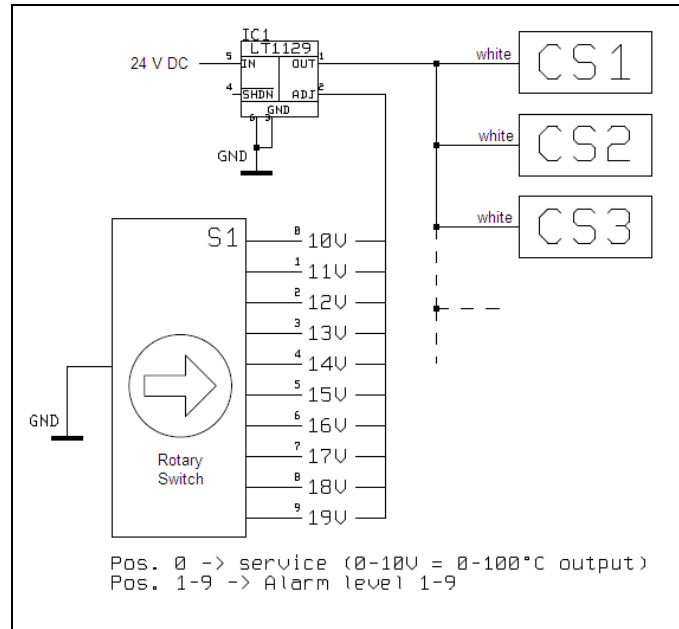 IC1
LT1129
24 V DC
5
IN
OUT
1
4
SHDN
ADJ
2
GND
6
3
GND
white
CS1
white
CS2
white
CS3
S1
0
10V
1
11V
2
12V
3
13V
4
14V
5
15V
6
16V
7
17V
8
18V
9
19V
GND
Rotary
Switch
Pos. 0 -> service (0-10V = 0-100°C output)
Pos. 1-9 -> Alarm level 1-9